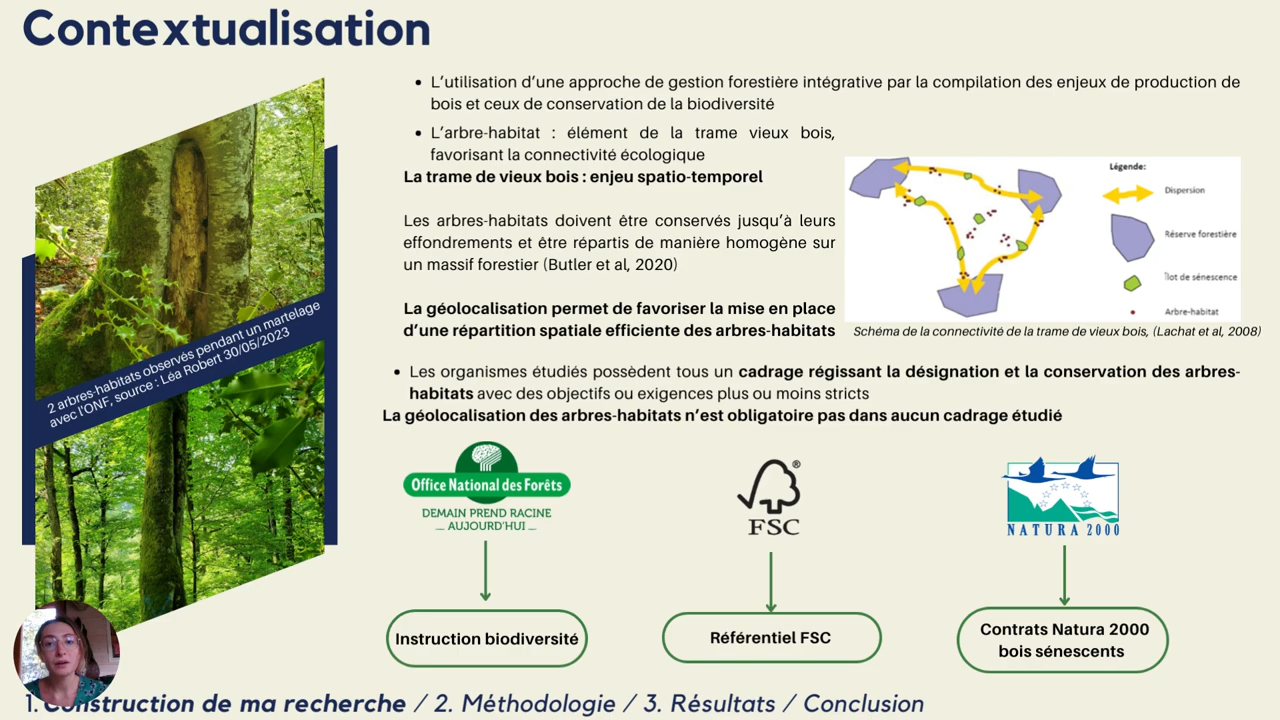 Contextualisation
• L’utilisation d’une approche de gestion forestière intégrative par la compilation des enjeux de production de
bois et ceux de conservation de la biodiversité
• L’arbre-habitat : élément de la trame vieux bois,
favorisant la connectivité écologique
La trame de vieux bois : enjeu spatio-temporel
Les arbres-habitats doivent être conservés jusqu’à leurs
effondrements et être répartis de manière homogène sur
un massif forestier (Butler et al, 2020)
La géolocalisation permet de favoriser la mise en place
d’une répartition spatiale efficiente des arbres-habitats
Légende:
Dispersion
Réserve forestière
Îlot de sénescence
Arbre-habitat
Schéma de la connectivité de la trame de vieux bois, (Lachat et al, 2008)
2 arbres-habitats observés pendant un martelage
avec l'ONF, source : Léa Robert 30/05/2023
• Les organismes étudiés possèdent tous un cadrage régissant la désignation et la conservation des arbres-
habitats avec des objectifs ou exigences plus ou moins stricts
La géolocalisation des arbres-habitats n’est obligatoire pas dans aucun cadrage étudié
Office National des Forêts
DEMAIN PREND RACINE
AUJOURD'HUI
FSC
®
NATURA 2000
Instruction biodiversité
Référentiel FSC
Contrats Natura 2000
bois sénescents
1. Construction de ma recherche / 2. Méthodologie / 3. Résultats / Conclusion